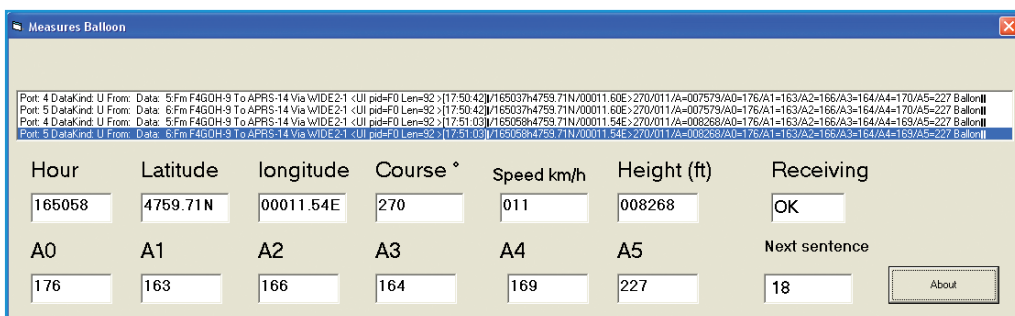 Measures Balloon
Port: 4 DataKind: U From:  Data:  5:Fm F4GOH-9 To APRS-14 Via WIDE2-1 <UI pid=F0 Len=92 >[17:50:42]/165037h4759.71N/00011.60E>270/011/A=007579/A0=176/A1=163/A2=166/A3=164/A4=170/A5=227 Balloon
Port: 5 DataKind: U From:  Data:  6:Fm F4GOH-9 To APRS-14 Via WIDE2-1 <UI pid=F0 Len=92 >[17:50:42]/165037h4759.71N/00011.60E>270/011/A=007579/A0=176/A1=163/A2=166/A3=164/A4=170/A5=227 Balloon
Port: 4 DataKind: U From:  Data:  5:Fm F4GOH-9 To APRS-14 Via WIDE2-1 <UI pid=F0 Len=92 >[17:51:03]/165058h4759.71N/00011.54E>270/011/A=008268/A0=176/A1=163/A2=166/A3=164/A4=169/A5=227 Balloon
Port: 5 DataKind: U From:  Data:  6:Fm F4GOH-9 To APRS-14 Via WIDE2-1 <UI pid=F0 Len=92 >[17:51:03]/165058h4759.71N/00011.54E>270/011/A=008268/A0=176/A1=163/A2=166/A3=164/A4=169/A5=227 Balloon
Hour Latitude longitude Course ° Speed km/h Height (ft) Receiving
165058 4759.71N 00011.54E 270 011 008268 OK
A0 A1 A2 A3 A4 A5 Next sentence
176 163 166 164 169 227 18 About